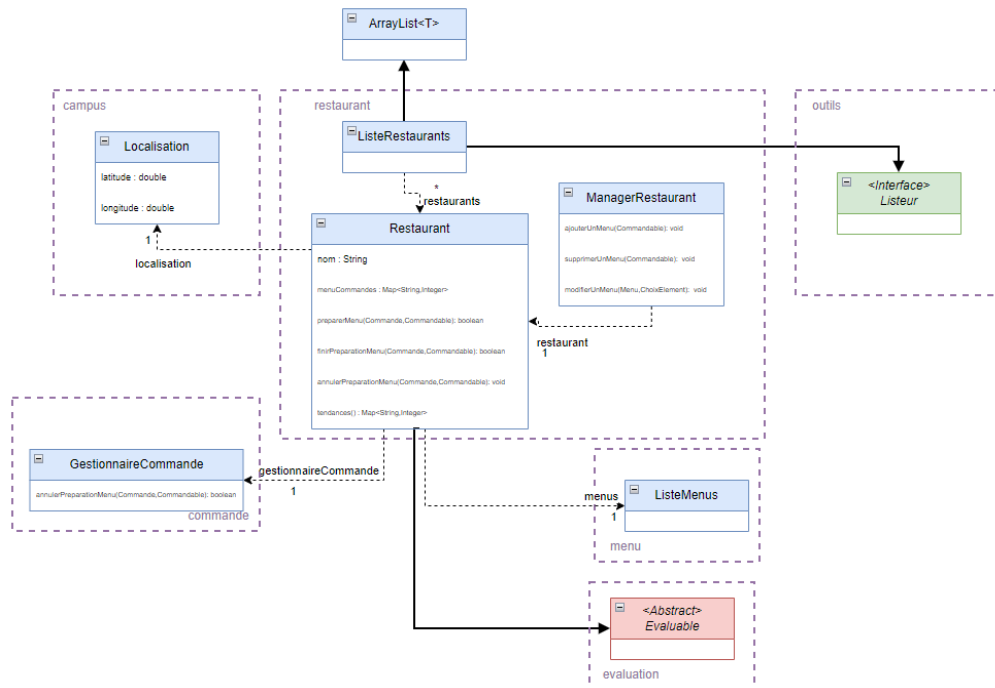 ArrayList<T>
campus
restaurant
outils
Localisation
latitude : double
longitude : double
ListeRestaurants
<Interface>
Listeur
*
restaurants
ManagerRestaurant
ajouterUnMenu(Commandable): void
supprimerUnMenu(Commandable): void
modifierUnMenu(Menu,ChoixElement): void
Restaurant
nom : String
menuCommandes : Map<String,Integer>
preparerMenu(Commande,Commandable): boolean
finirPreparationMenu(Commande,Commandable): boolean
annulerPreparationMenu(Commande,Commandable): void
tendances() : Map<String,Integer>
1
localisation
restaurant
1
GestionnaireCommande
annulerPreparationMenu(Commande,Commandable): boolean
commande
gestionnaireCommande
1
menus
1
ListeMenus
menu
<Abstract>
Evaluable
evaluation